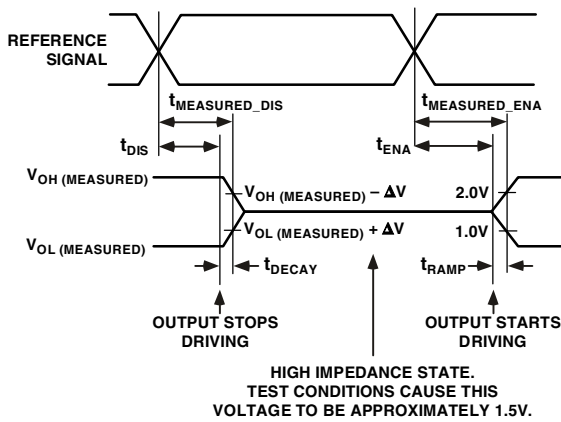 REFERENCE
SIGNAL
tMEASURED_DIS
tMEASURED_ENA
tDIS
tENA
VOH (MEASURED)
VOH (MEASURED) – ΔV
2.0V
VOL (MEASURED) + ΔV
1.0V
VOL (MEASURED)
tDECAY
tRAMP
OUTPUT STOPS
DRIVING
OUTPUT STARTS
DRIVING
HIGH IMPEDANCE STATE.
TEST CONDITIONS CAUSE THIS
VOLTAGE TO BE APPROXIMATELY 1.5V.